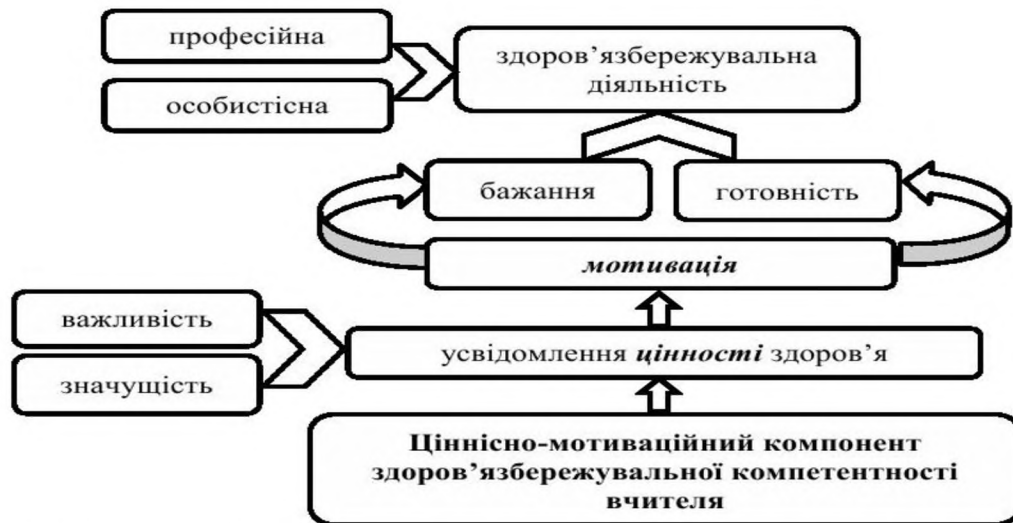 професійна
особистісна
здоров’язбережувальна
діяльність
бажання
готовність
мотивація
важливість
значущість
усвідомлення цінності здоров’я
Ціннісно-мотиваційний компонент
здоров’язбережувальної компетентності
вчителя